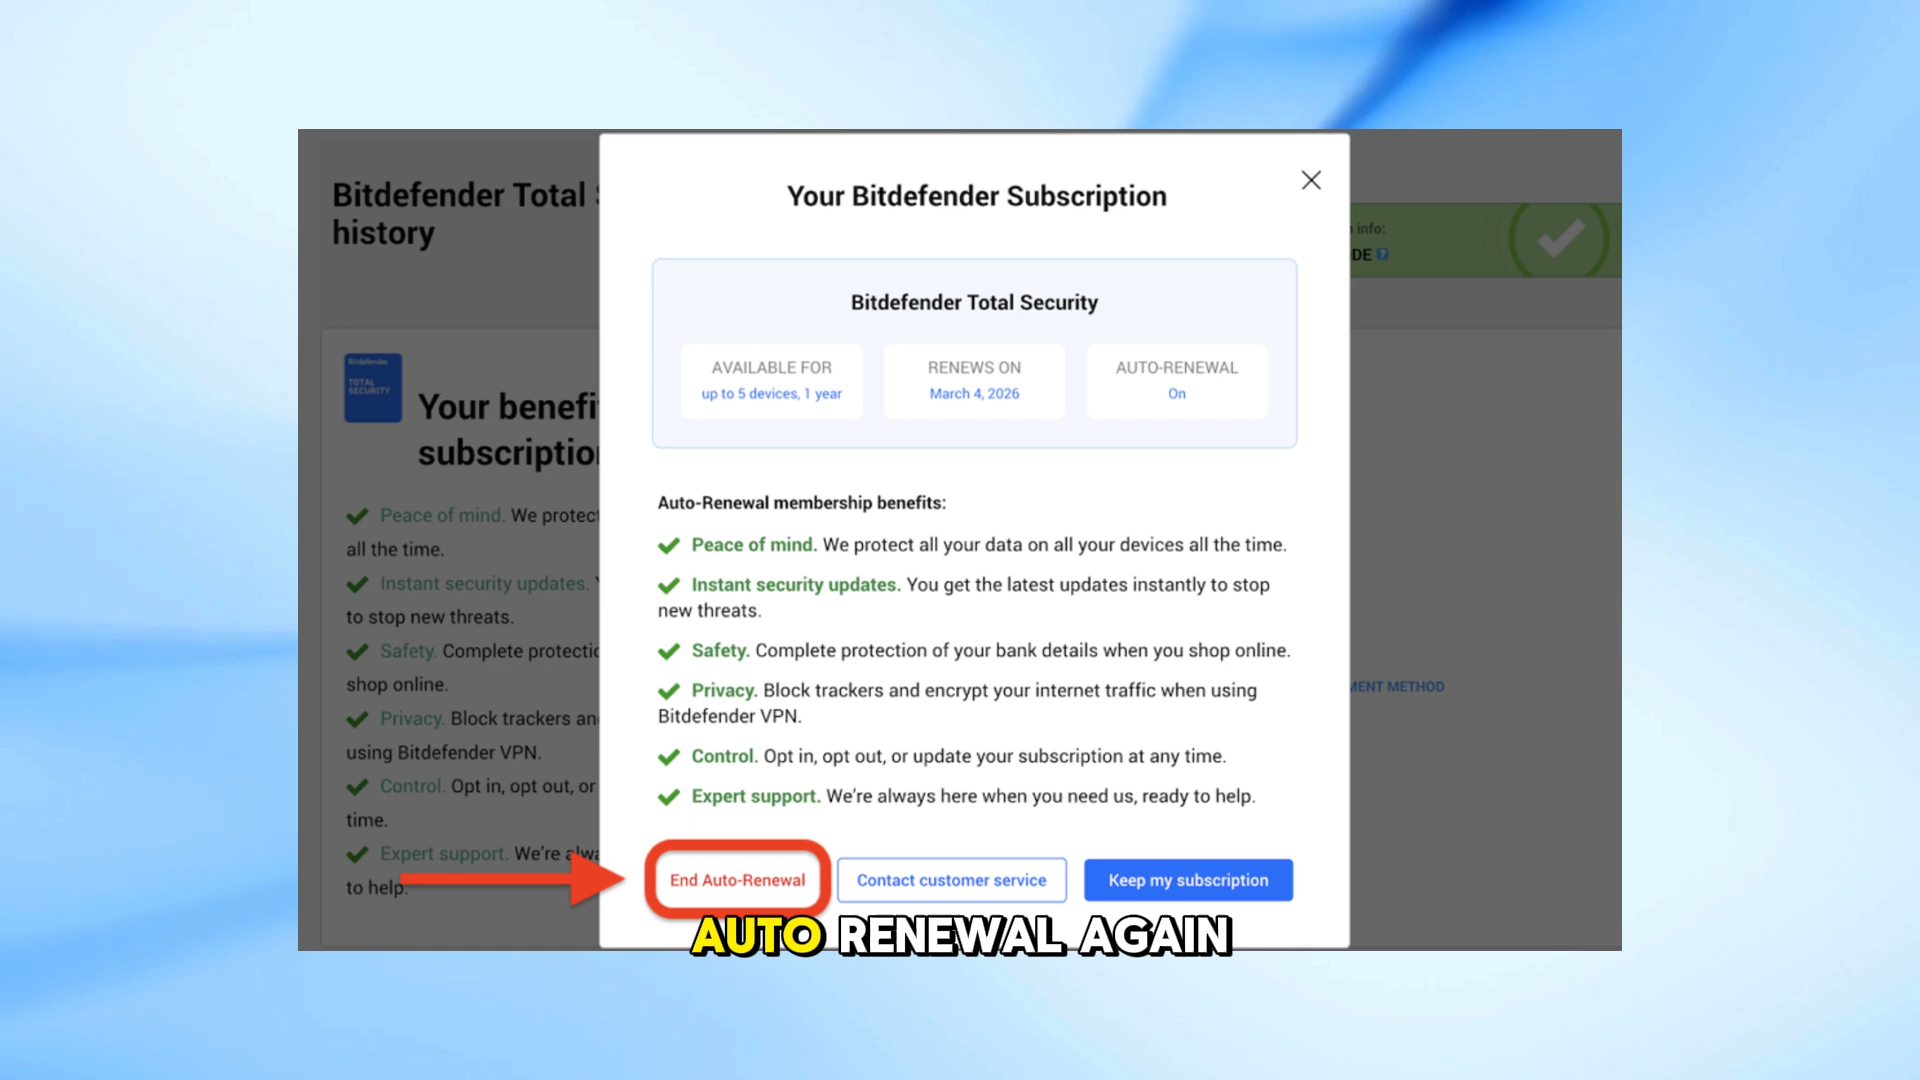 Bitdefender Total
history
info:
DE
Bitdefender
TOTAL
SECURITY
Your benefi
subscription
Peace of mind. We protect
all the time.
Instant security updates.
to stop new threats.
Safety. Complete protectio
shop online.
Privacy. Block trackers an
using Bitdefender VPN.
Control. Opt in, opt out, or
time.
Expert support. We're alwa
to help.
MENT METHOD
Your Bitdefender Subscription
Bitdefender Total Security
AVAILABLE FOR
up to 5 devices, 1 year
RENEWS ON
March 4, 2026
AUTO-RENEWAL
On
Auto-Renewal membership benefits:
Peace of mind. We protect all your data on all your devices all the time.
Instant security updates. You get the latest updates instantly to stop
new threats.
Safety. Complete protection of your bank details when you shop online.
Privacy. Block trackers and encrypt your internet traffic when using
Bitdefender VPN.
Control. Opt in, opt out, or update your subscription at any time.
Expert support. We're always here when you need us, ready to help.
End Auto-Renewal
Contact customer service
Keep my subscription
AUTO RENEWAL AGAIN